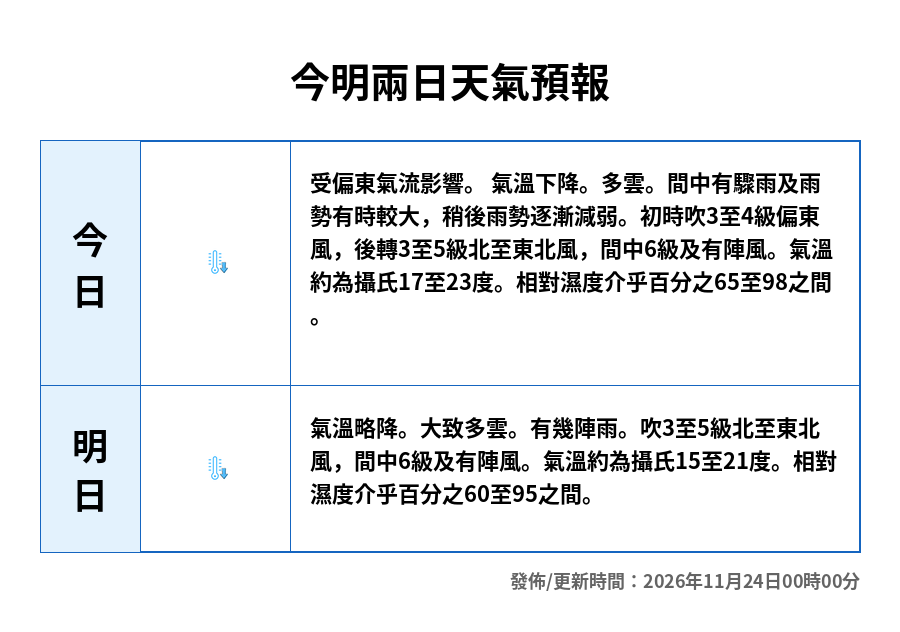 今明兩日天氣預報
今
日
受偏東氣流影響。 氣溫下降。多雲。間中有驟雨及雨
勢有時較大，稍後雨勢逐漸減弱。初時吹3至4級偏東
風，後轉3至5級北至東北風，間中6級及有陣風。氣溫
約為攝氏17至23度。相對濕度介乎百分之65至98之間
。
明
日
氣溫略降。大致多雲。有幾陣雨。吹3至5級北至東北
風，間中6級及有陣風。氣溫約為攝氏15至21度。相對
濕度介乎百分之60至95之間。
發佈/更新時間：2026年11月24日00時00分